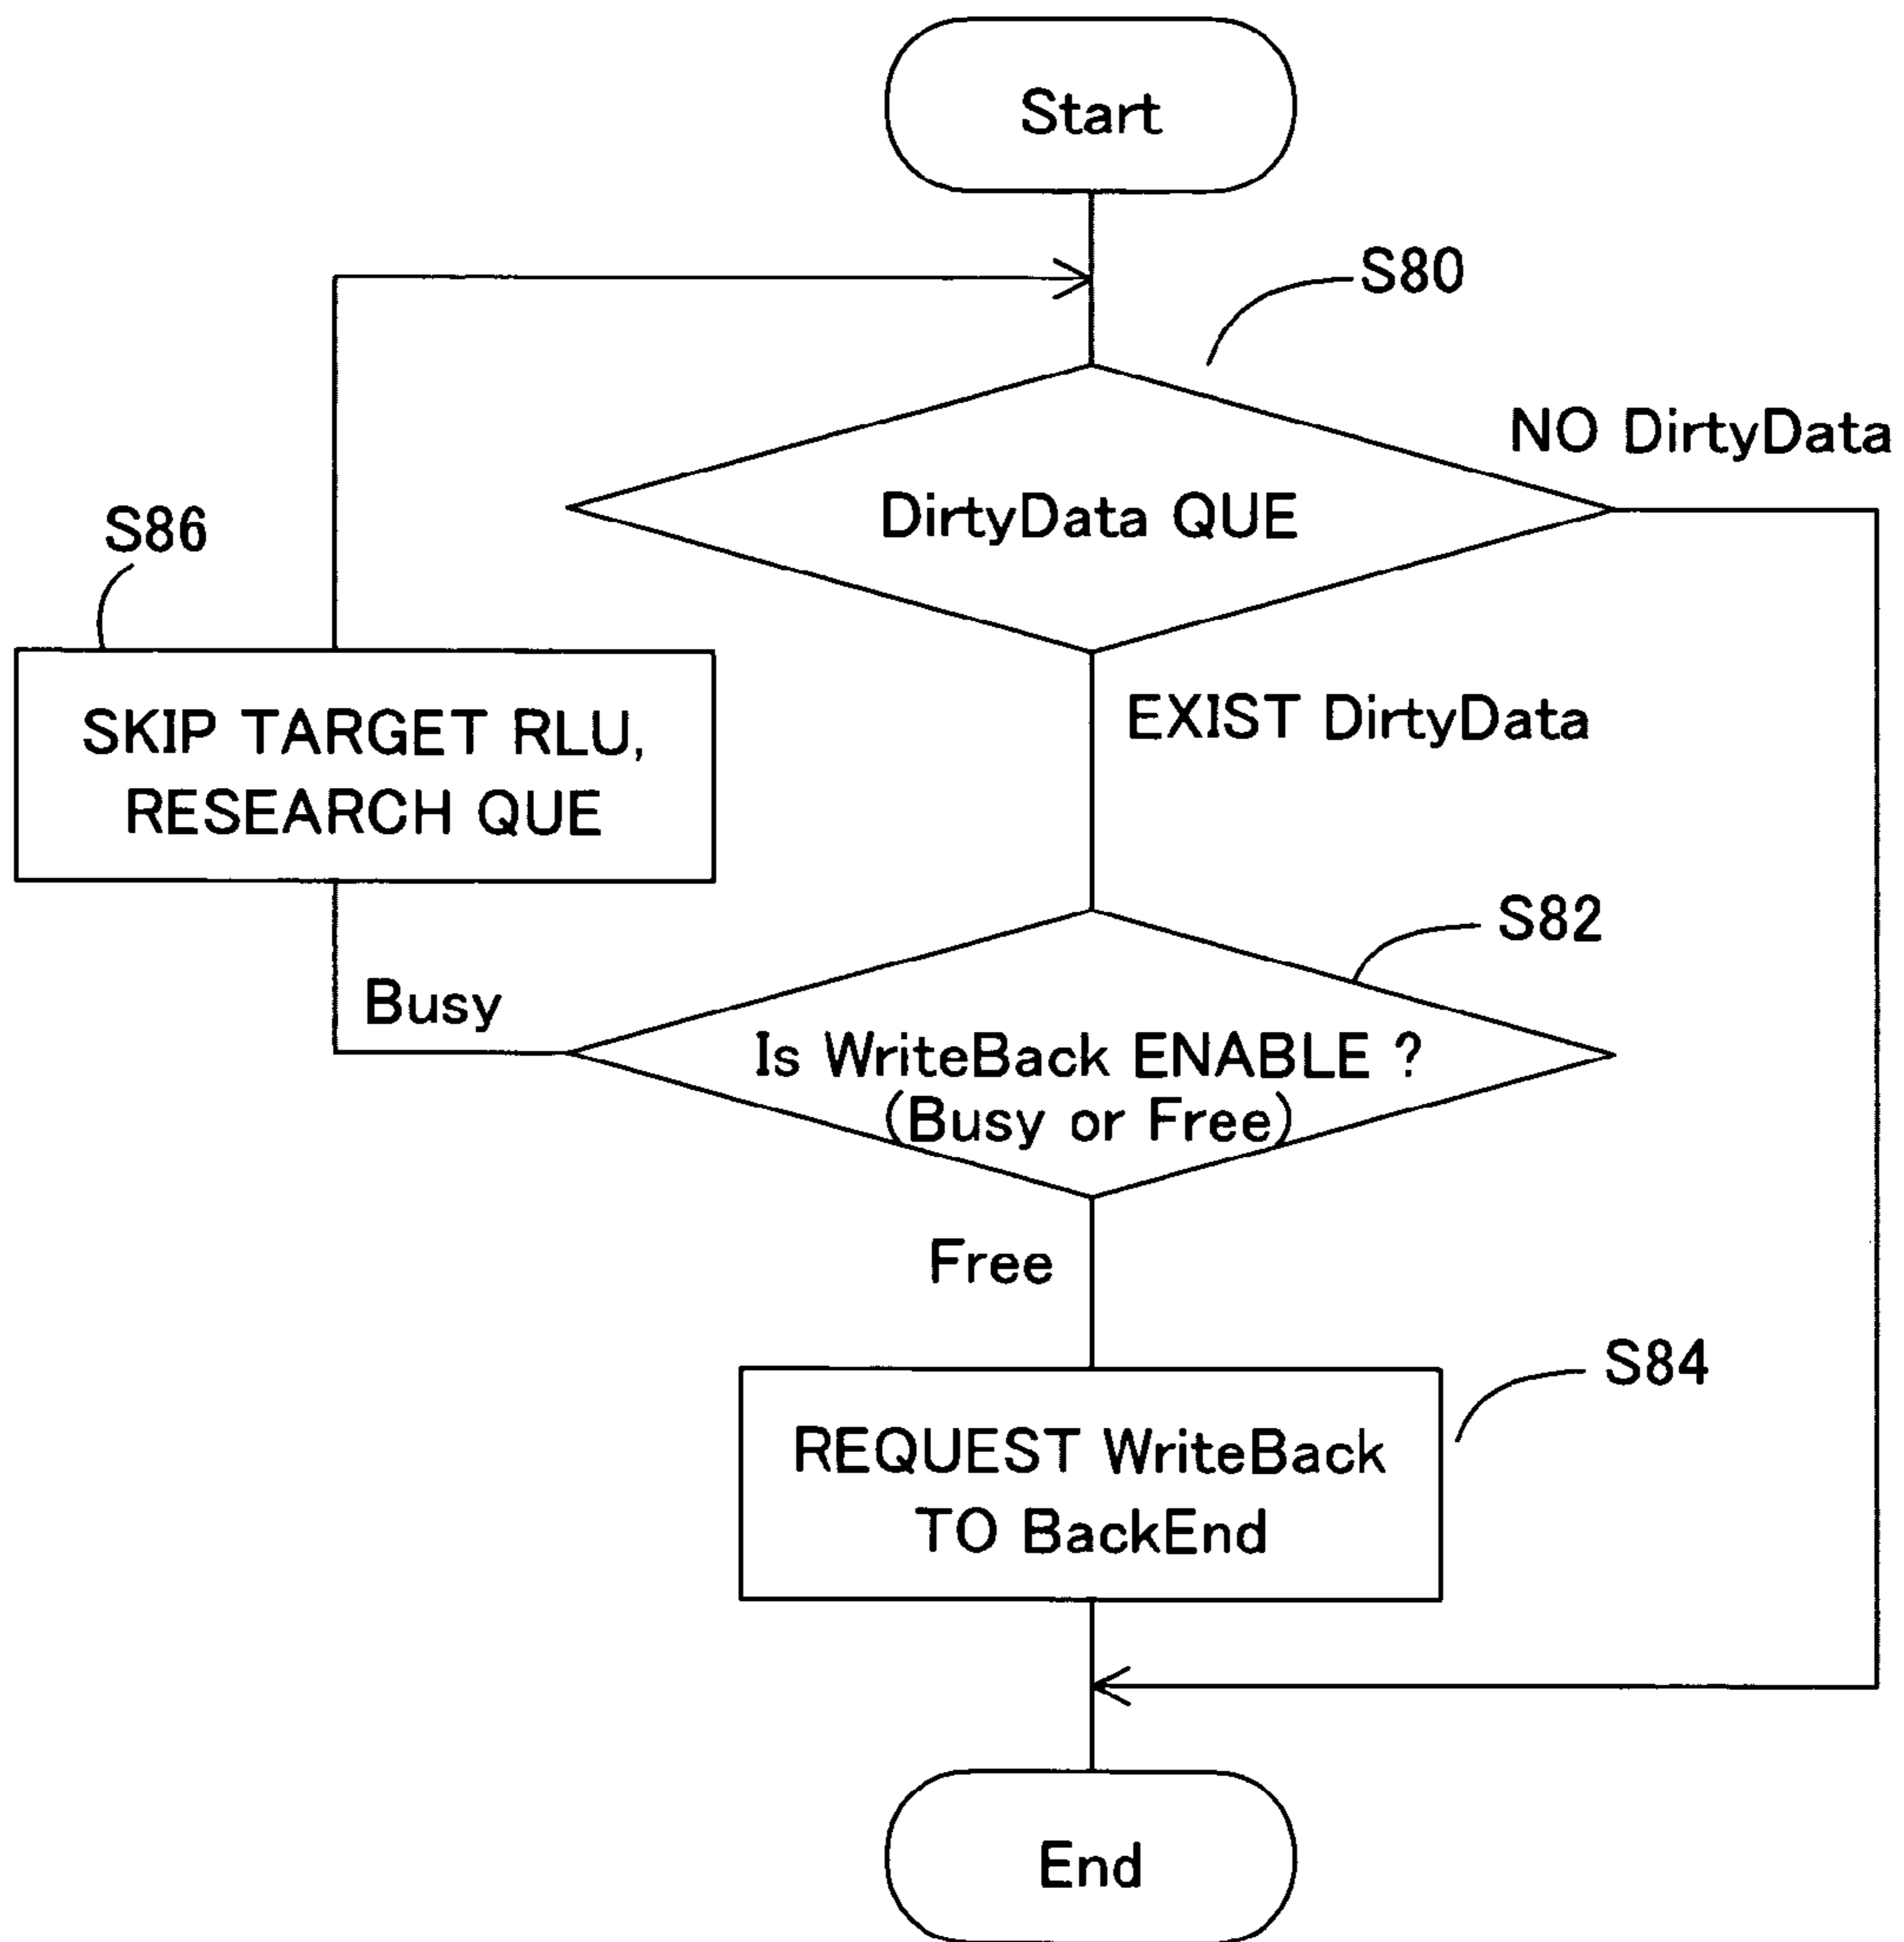 Start
S80
NO DirtyData
DirtyData QUE
S86
EXIST DirtyData
SKIP TARGET RLU,
RESEARCH QUE
S82
Busy
Is WriteBack ENABLE ?
(Busy or Free)
Free
S84
REQUEST WriteBack
TO BackEnd
End